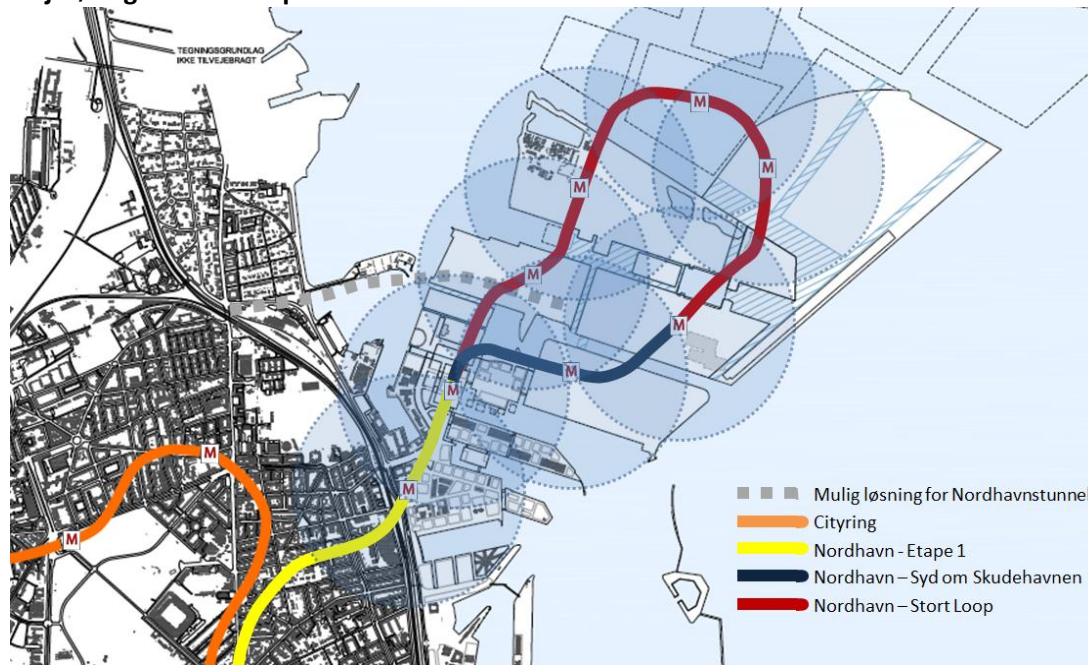 TEGNINGSGRUNDLAG
IKKE TILVEJEBRAGT
M
M
M
M
M
M
M
M
M
M
Mulig løsning for Nordhavnstunnel
Cityring
Nordhavn - Etape 1
Nordhavn – Syd om Skudehavnen
Nordhavn – Stort Loop